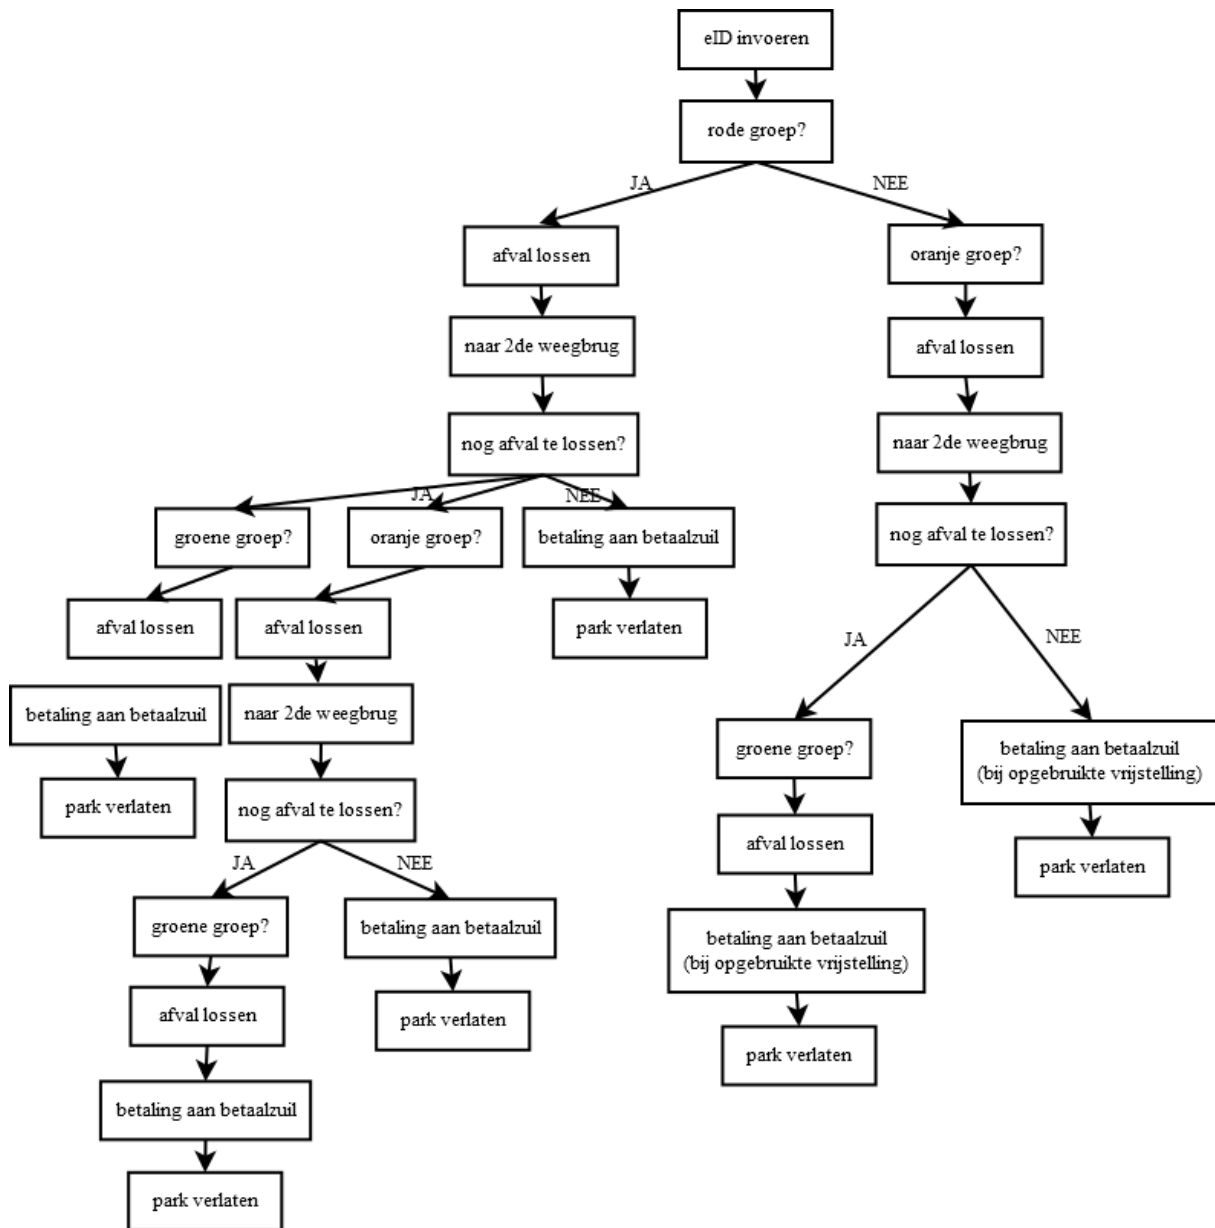 eID invoeren
rode groep?
JA
NEE
afval lossen
oranje groep?
naar 2de weegbrug
afval lossen
nog afval te lossen?
naar 2de weegbrug
JA
NEE
groene groep?
oranje groep?
betaling aan betaalzuil
nog afval te lossen?
afval lossen
afval lossen
park verlaten
JA
NEE
betaling aan betaalzuil
naar 2de weegbrug
groene groep?
betaling aan betaalzuil
(bij opgebruikte vrijstelling)
park verlaten
nog afval te lossen?
afval lossen
park verlaten
JA
NEE
groene groep?
betaling aan betaalzuil
betaling aan betaalzuil
(bij opgebruikte vrijstelling)
afval lossen
park verlaten
park verlaten
betaling aan betaalzuil
park verlaten